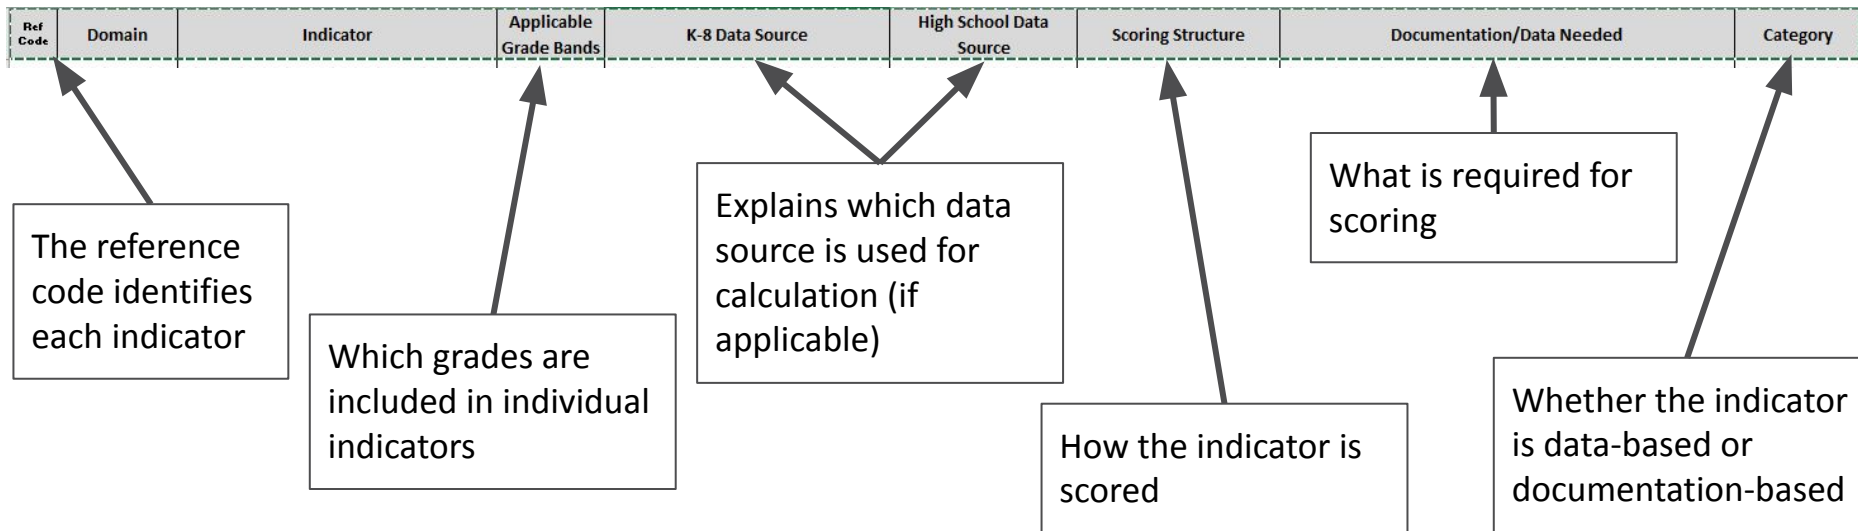 Ref
Code
Domain
Indicator
Applicable
Grade Bands
K-8 Data Source
High School Data
Source
Scoring Structure
Documentation/Data Needed
Category
The reference
code identifies
each indicator
Which grades are
included in individual
indicators
Explains which data
source is used for
calculation (if
applicable)
How the indicator is
scored
What is required for
scoring
Whether the indicator
is data-based or
documentation-based